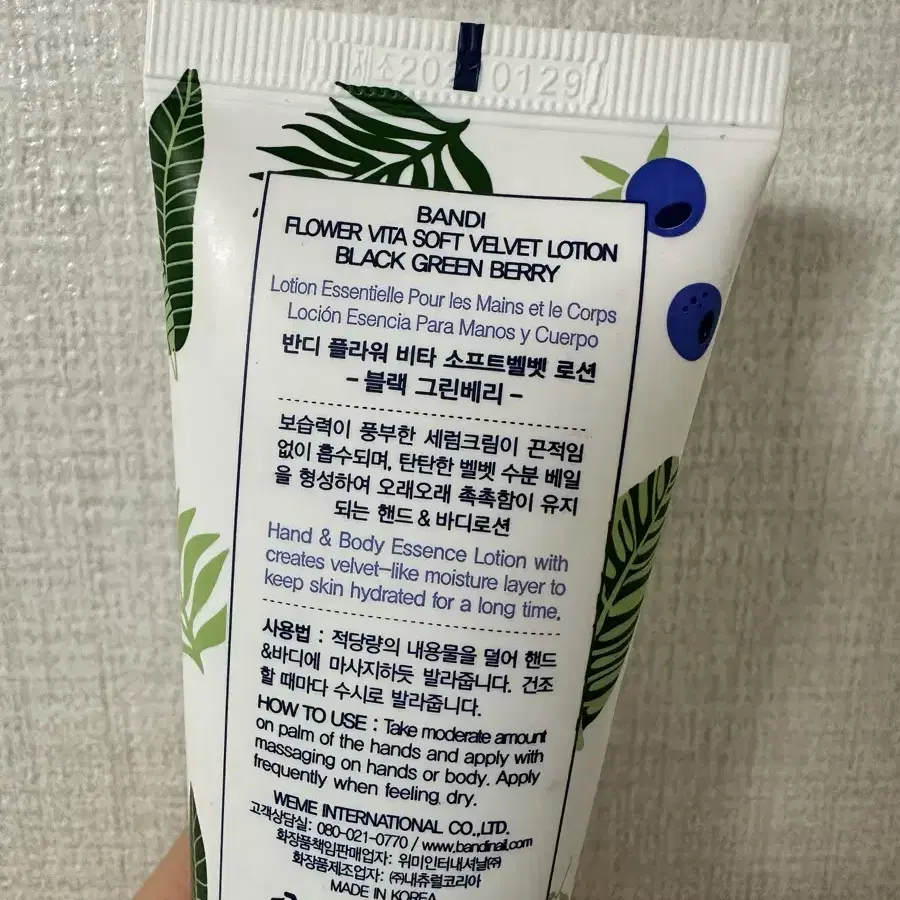 BANDI
FLOWER VITA SOFT VELVET LOTION
BLACK GREEN BERRY
Lotion Essentielle Pour les Mains et le Corps
Loción Esencia Para Manos y Cuerpo
반디 플라워 비타 소프트벨벳 로션
- 블랙 그린베리 -
보습력이 풍부한 세럼크림이 끈적임
없이 흡수되며, 탄탄한 벨벳 수분 베일
을 형성하여 오래오래 촉촉함이 유지
되는 핸드 & 바디로션
Hand & Body Essence Lotion with
creates velvet-like moisture layer to
keep skin hydrated for a long time.
사용법 : 적당량의 내용물을 덜어 핸드
&바디에 마사지하듯 발라줍니다. 건조
할 때마다 수시로 발라줍니다.
HOW TO USE : Take moderate amount
on palm of the hands and apply with
massaging on hands or body. Apply
frequently when feeling dry.
WEME INTERNATIONAL CO.,LTD.
고객상담실: 080-021-0770 / www.bandinail.com
화장품책임판매업자: 위미인터내셔날㈜
화장품제조업자: ㈜내츄럴코리아
MADE IN KOREA